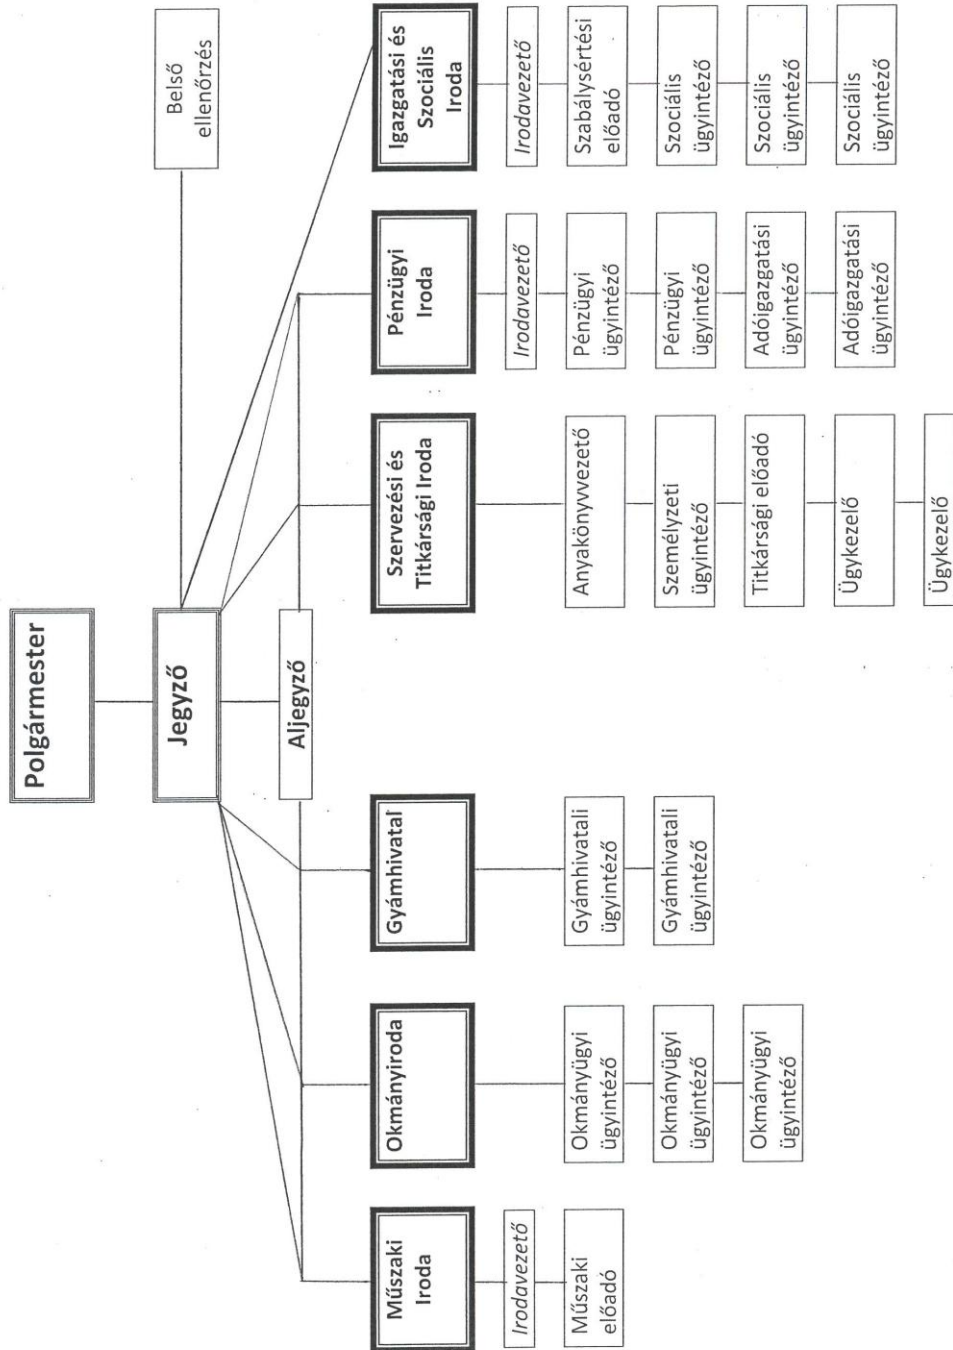 Polgármester
Jegyző
Belső
ellenőrzés
Aljegyző
Műszaki
Iroda
Irodavezető
Műszaki
előadó
Okmányiroda
Okmányügyi
ügyintéző
Okmányügyi
ügyintéző
Okmányügyi
ügyintéző
Gyámhivatal
Gyámhivatali
ügyintéző
Gyámhivatali
ügyintéző
Szervezési és
Titkársági Iroda
Anyakönyvvezető
Személyzeti
ügyintéző
Titkársági előadó
Ügykezelő
Ügykezelő
Pénzügyi
Iroda
Irodavezető
Pénzügyi
ügyintéző
Pénzügyi
ügyintéző
Adóigazgatási
ügyintéző
Adóigazgatási
ügyintéző
Igazgatási és
Szociális
Iroda
Irodavezető
Szabálysértési
előadó
Szociális
ügyintéző
Szociális
ügyintéző
Szociális
ügyintéző